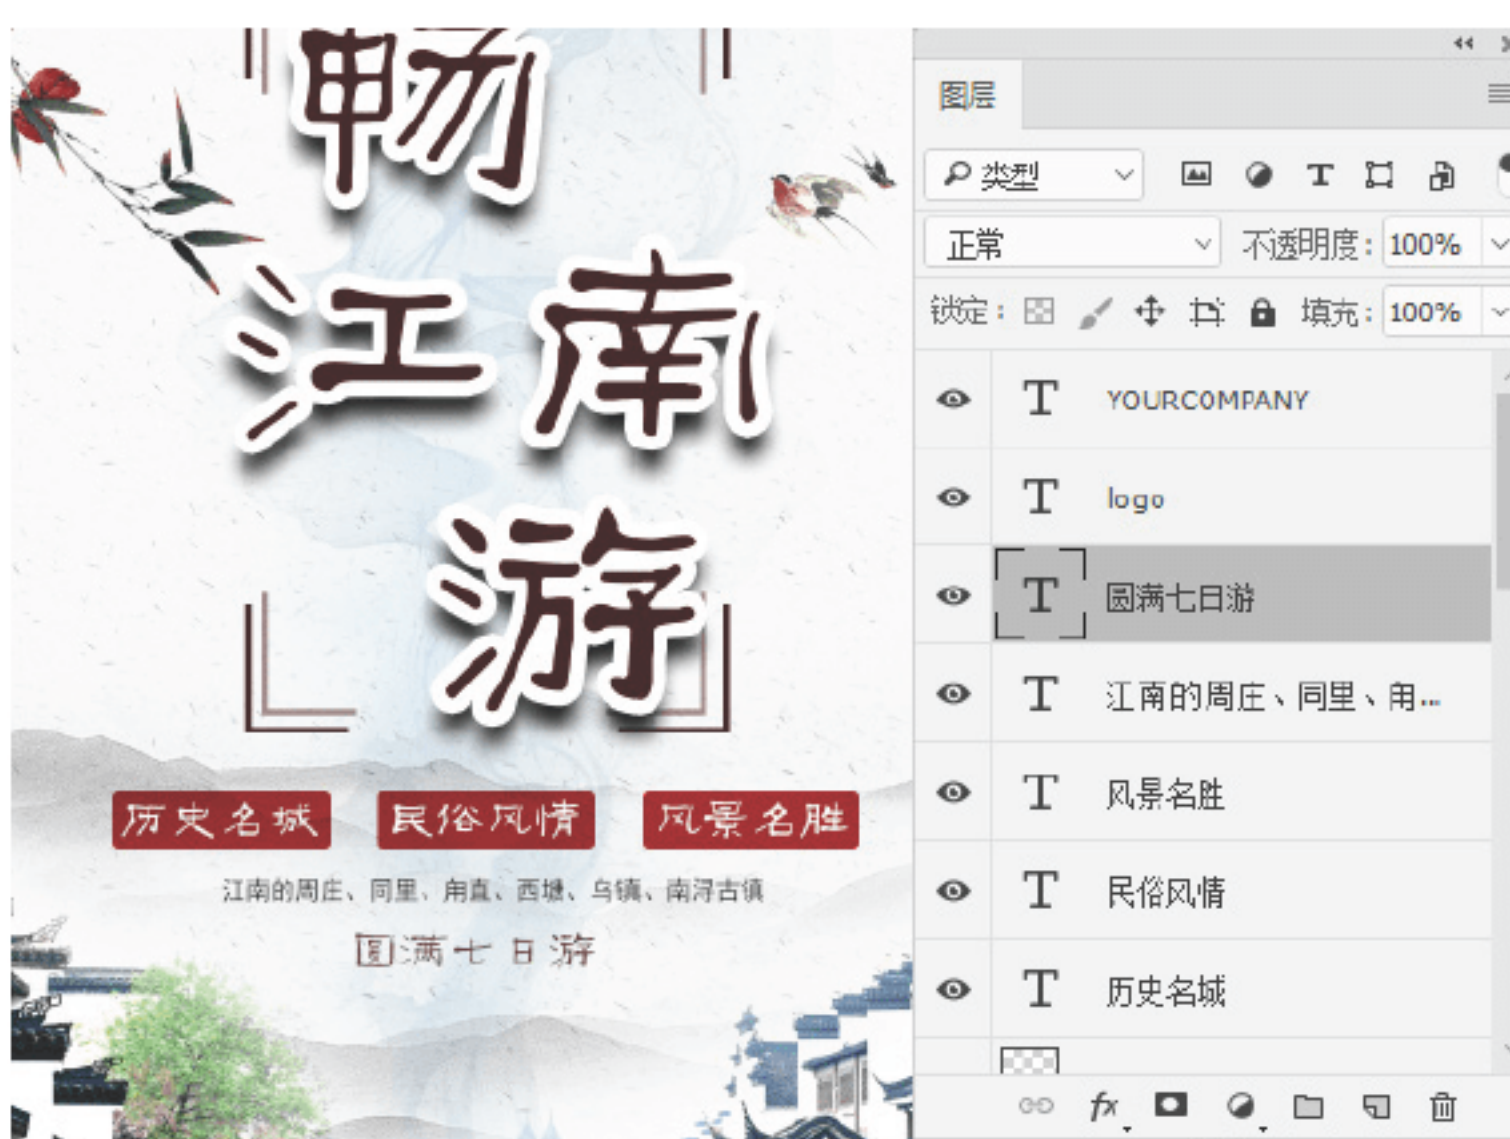 畅
江南
游
历史名城 民俗风情 风景名胜
江南的周庄、同里、甪直、西塘、乌镇、南浔古镇
圆满七日游
图层
类型
正常 不透明度: 100%
锁定: 填充: 100%
T YOURCOMPANY
T logo
T 圆满七日游
T 江南的周庄、同里、甪...
T 风景名胜
T 民俗风情
T 历史名城
fx